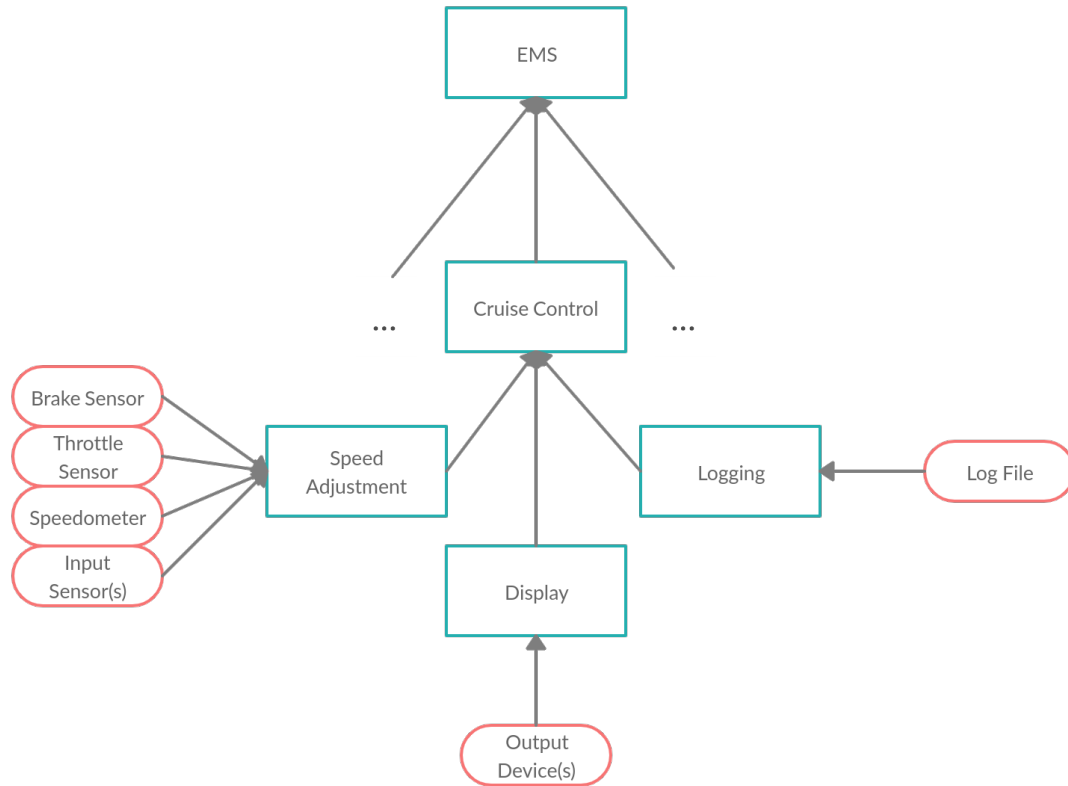 EMS
Cruise Control
...
...
Brake Sensor
Throttle
Sensor
Speedometer
Input
Sensor(s)
Speed
Adjustment
Logging
Log File
Display
Output
Device(s)